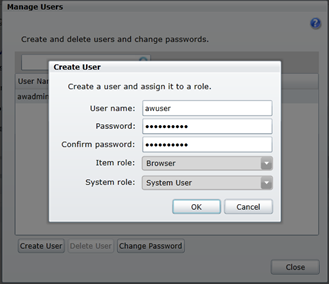 Manage Users
?
Create and delete users and change passwords.
User Nam
awadmin
Create User
Create a user and assign it to a role.
User name: awuser
Password: ••••••••••
Confirm password: ••••••••••
Item role: Browser
System role: System User
OK Cancel
Create User Delete User Change Password
Close